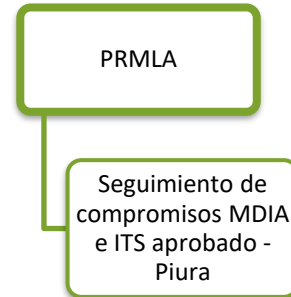 PRMLA
Seguimiento de
compromisos MDIA
e ITS aprobado -
Piura